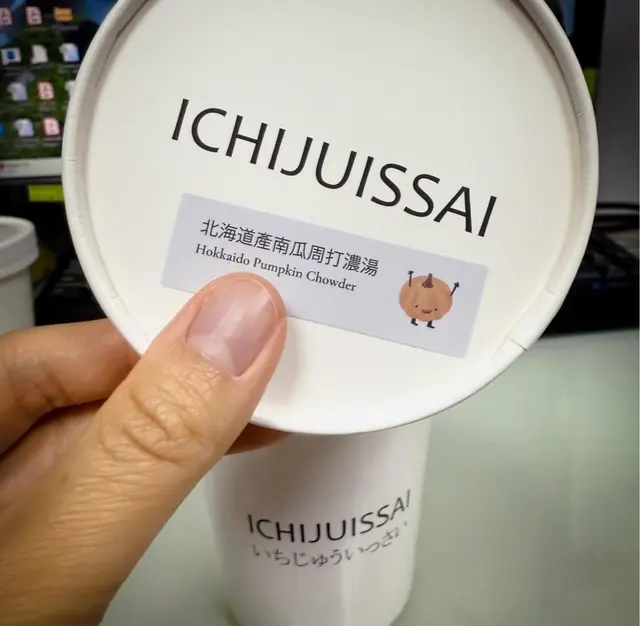 ICHIJUISSAI
北海道產南瓜周打濃湯
Hokkaido Pumpkin Chowder
ICHIJUISSAI
いちじゅういっさい